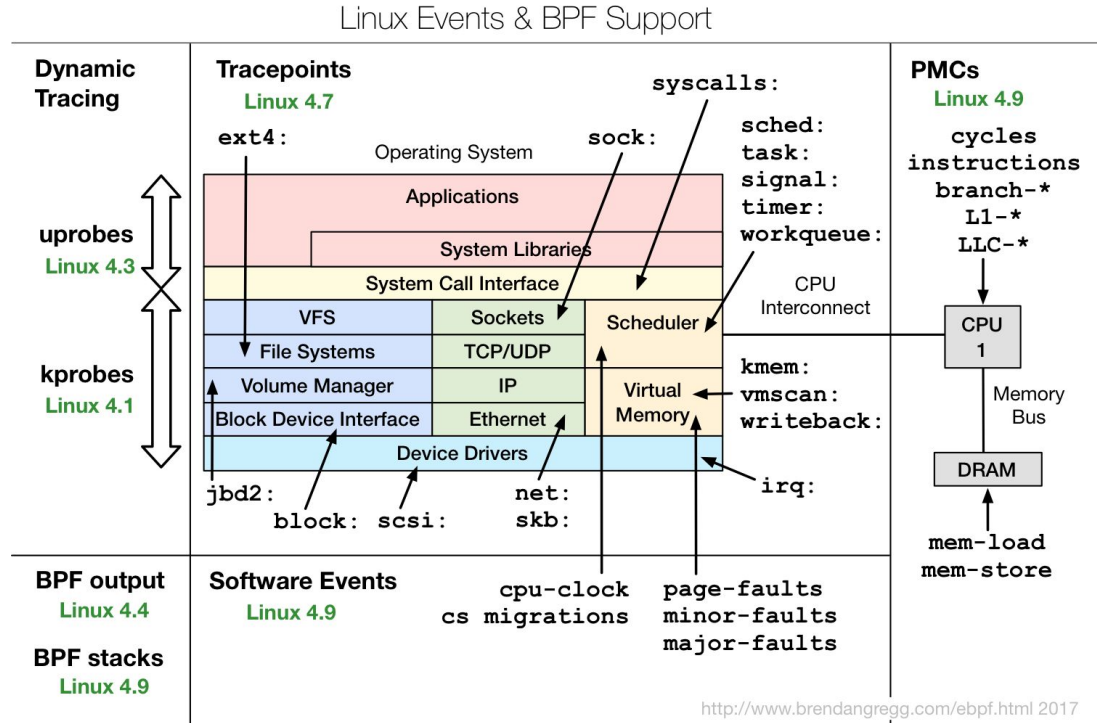 Linux Events & BPF Support
Dynamic
Tracing
uprobes
Linux 4.3
kprobes
Linux 4.1
Tracepoints
Linux 4.7
syscalls:
ext4:
Operating System
sock:
sched:
task:
signal:
timer:
workqueue:
Applications
System Libraries
System Call Interface
VFS
Sockets
Scheduler
File Systems
TCP/UDP
Volume Manager
IP
Virtual
Memory
Block Device Interface
Ethernet
Device Drivers
CPU
Interconnect
kmem:
vmscan:
writeback:
jbd2:
block:
scsi:
net:
skb:
irq:
PMCs
Linux 4.9
cycles
instructions
branch-*
L1-*
LLC-*
CPU
1
Memory
Bus
DRAM
mem-load
mem-store
BPF output
Linux 4.4
BPF stacks
Linux 4.9
Software Events
Linux 4.9
cpu-clock
cs migrations
page-faults
minor-faults
major-faults
http://www.brendangregg.com/ebpf.html 2017